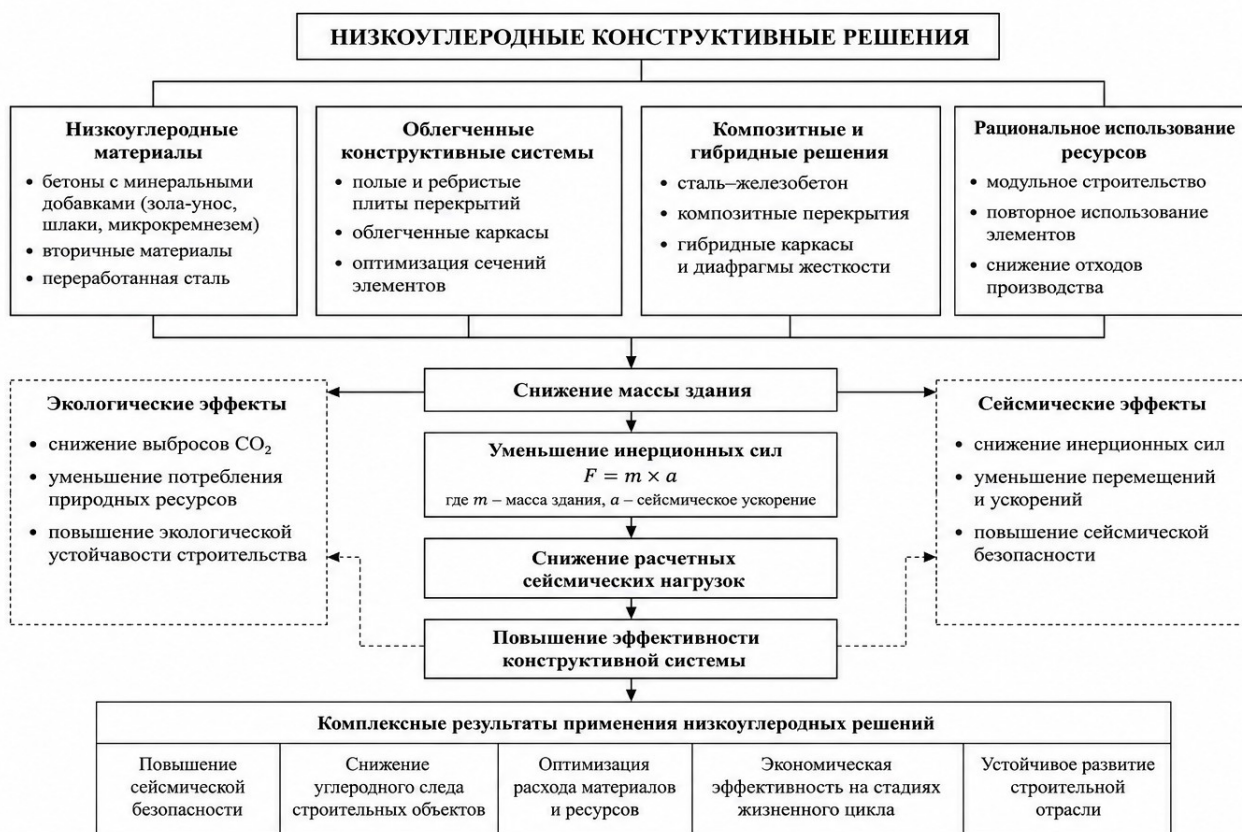 НИЗКОУГЛЕРОДНЫЕ КОНСТРУКТИВНЫЕ РЕШЕНИЯ
Низкоуглеродные
материалы
• бетоны с минеральными
добавками (зола-унос,
шлаки, микрокремнезем)
• вторичные материалы
• переработанная сталь
Облегченные
конструктивные системы
• полые и ребристые
плиты перекрытий
• облегченные каркасы
• оптимизация сечений
элементов
Композитные и
гибридные решения
• сталь–железобетон
• композитные перекрытия
• гибридные каркасы
и диафрагмы жесткости
Рациональное использование
ресурсов
• модульное строительство
• повторное использование
элементов
• снижение отходов
производства
Снижение массы здания
Экологические эффекты
• снижение выбросов CO₂
• уменьшение потребления
природных ресурсов
• повышение экологической
устойчавости строительства
Уменьшение инерционных сил
F = m × a
где m – масса здания, a – сейсмическое ускорение
Снижение расчетных
сейсмических нагрузок
Повышение эффективности
конструктивной системы
Сейсмические эффекты
• снижение инерционных сил
• уменьшение перемещений
и ускорений
• повышение сейсмической
безопасности
Комплексные результаты применения низкоуглеродных решений
Повышение
сейсмической
безопасности
Снижение
углеродного следа
строительных объектов
Оптимизация
расхода материалов
и ресурсов
Экономическая
эффективность на стадиях
жизненного цикла
Устойчивое развитие
строительной
отрасли